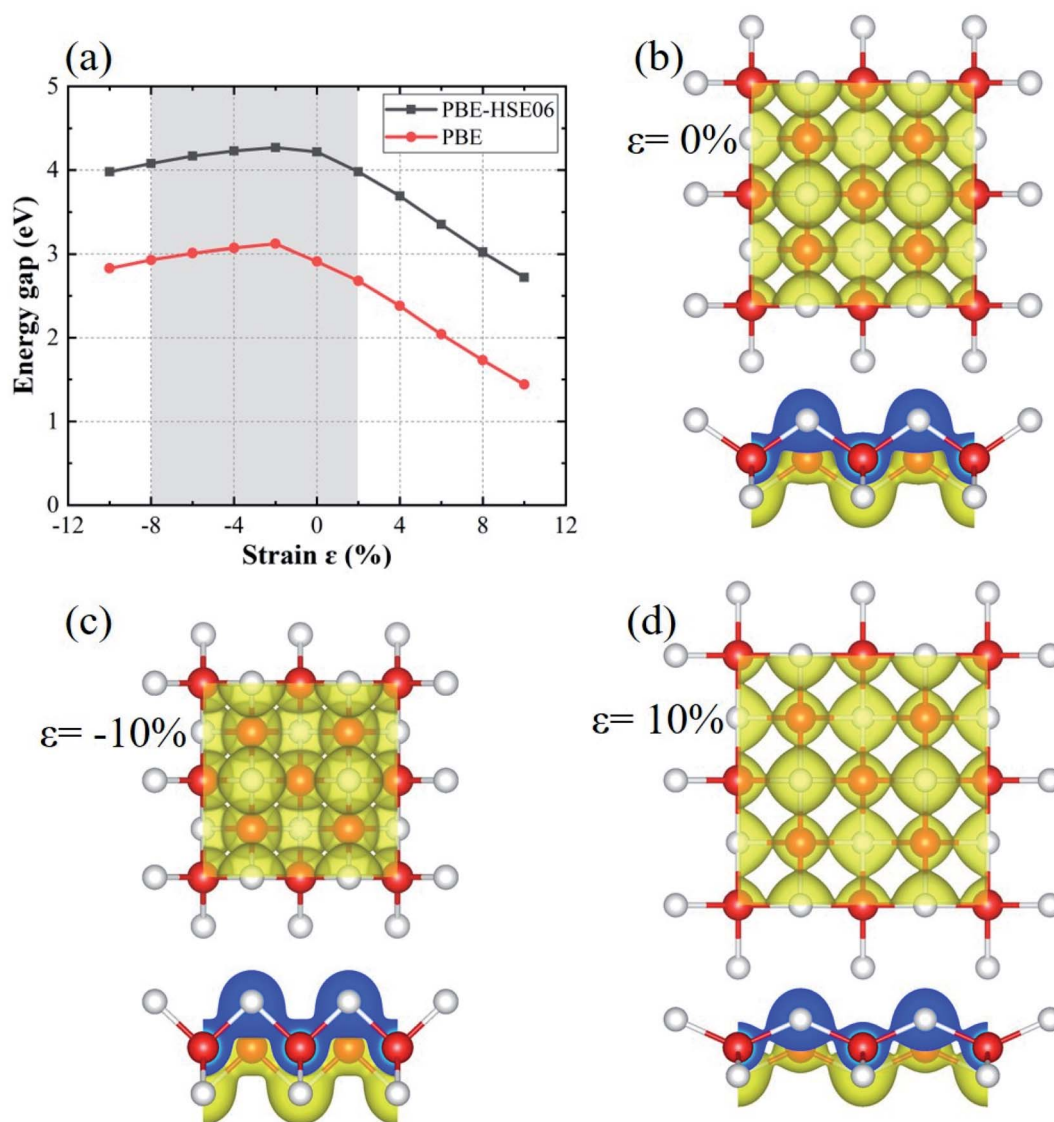 (a)
5
4
3
2
1
0
Energy gap (eV)
PBE-HSE06
PBE
-12 -8 -4 0 4 8 12
Strain ε (%)
(b)
ε= 0%
(c)
ε= -10%
(d)
ε= 10%